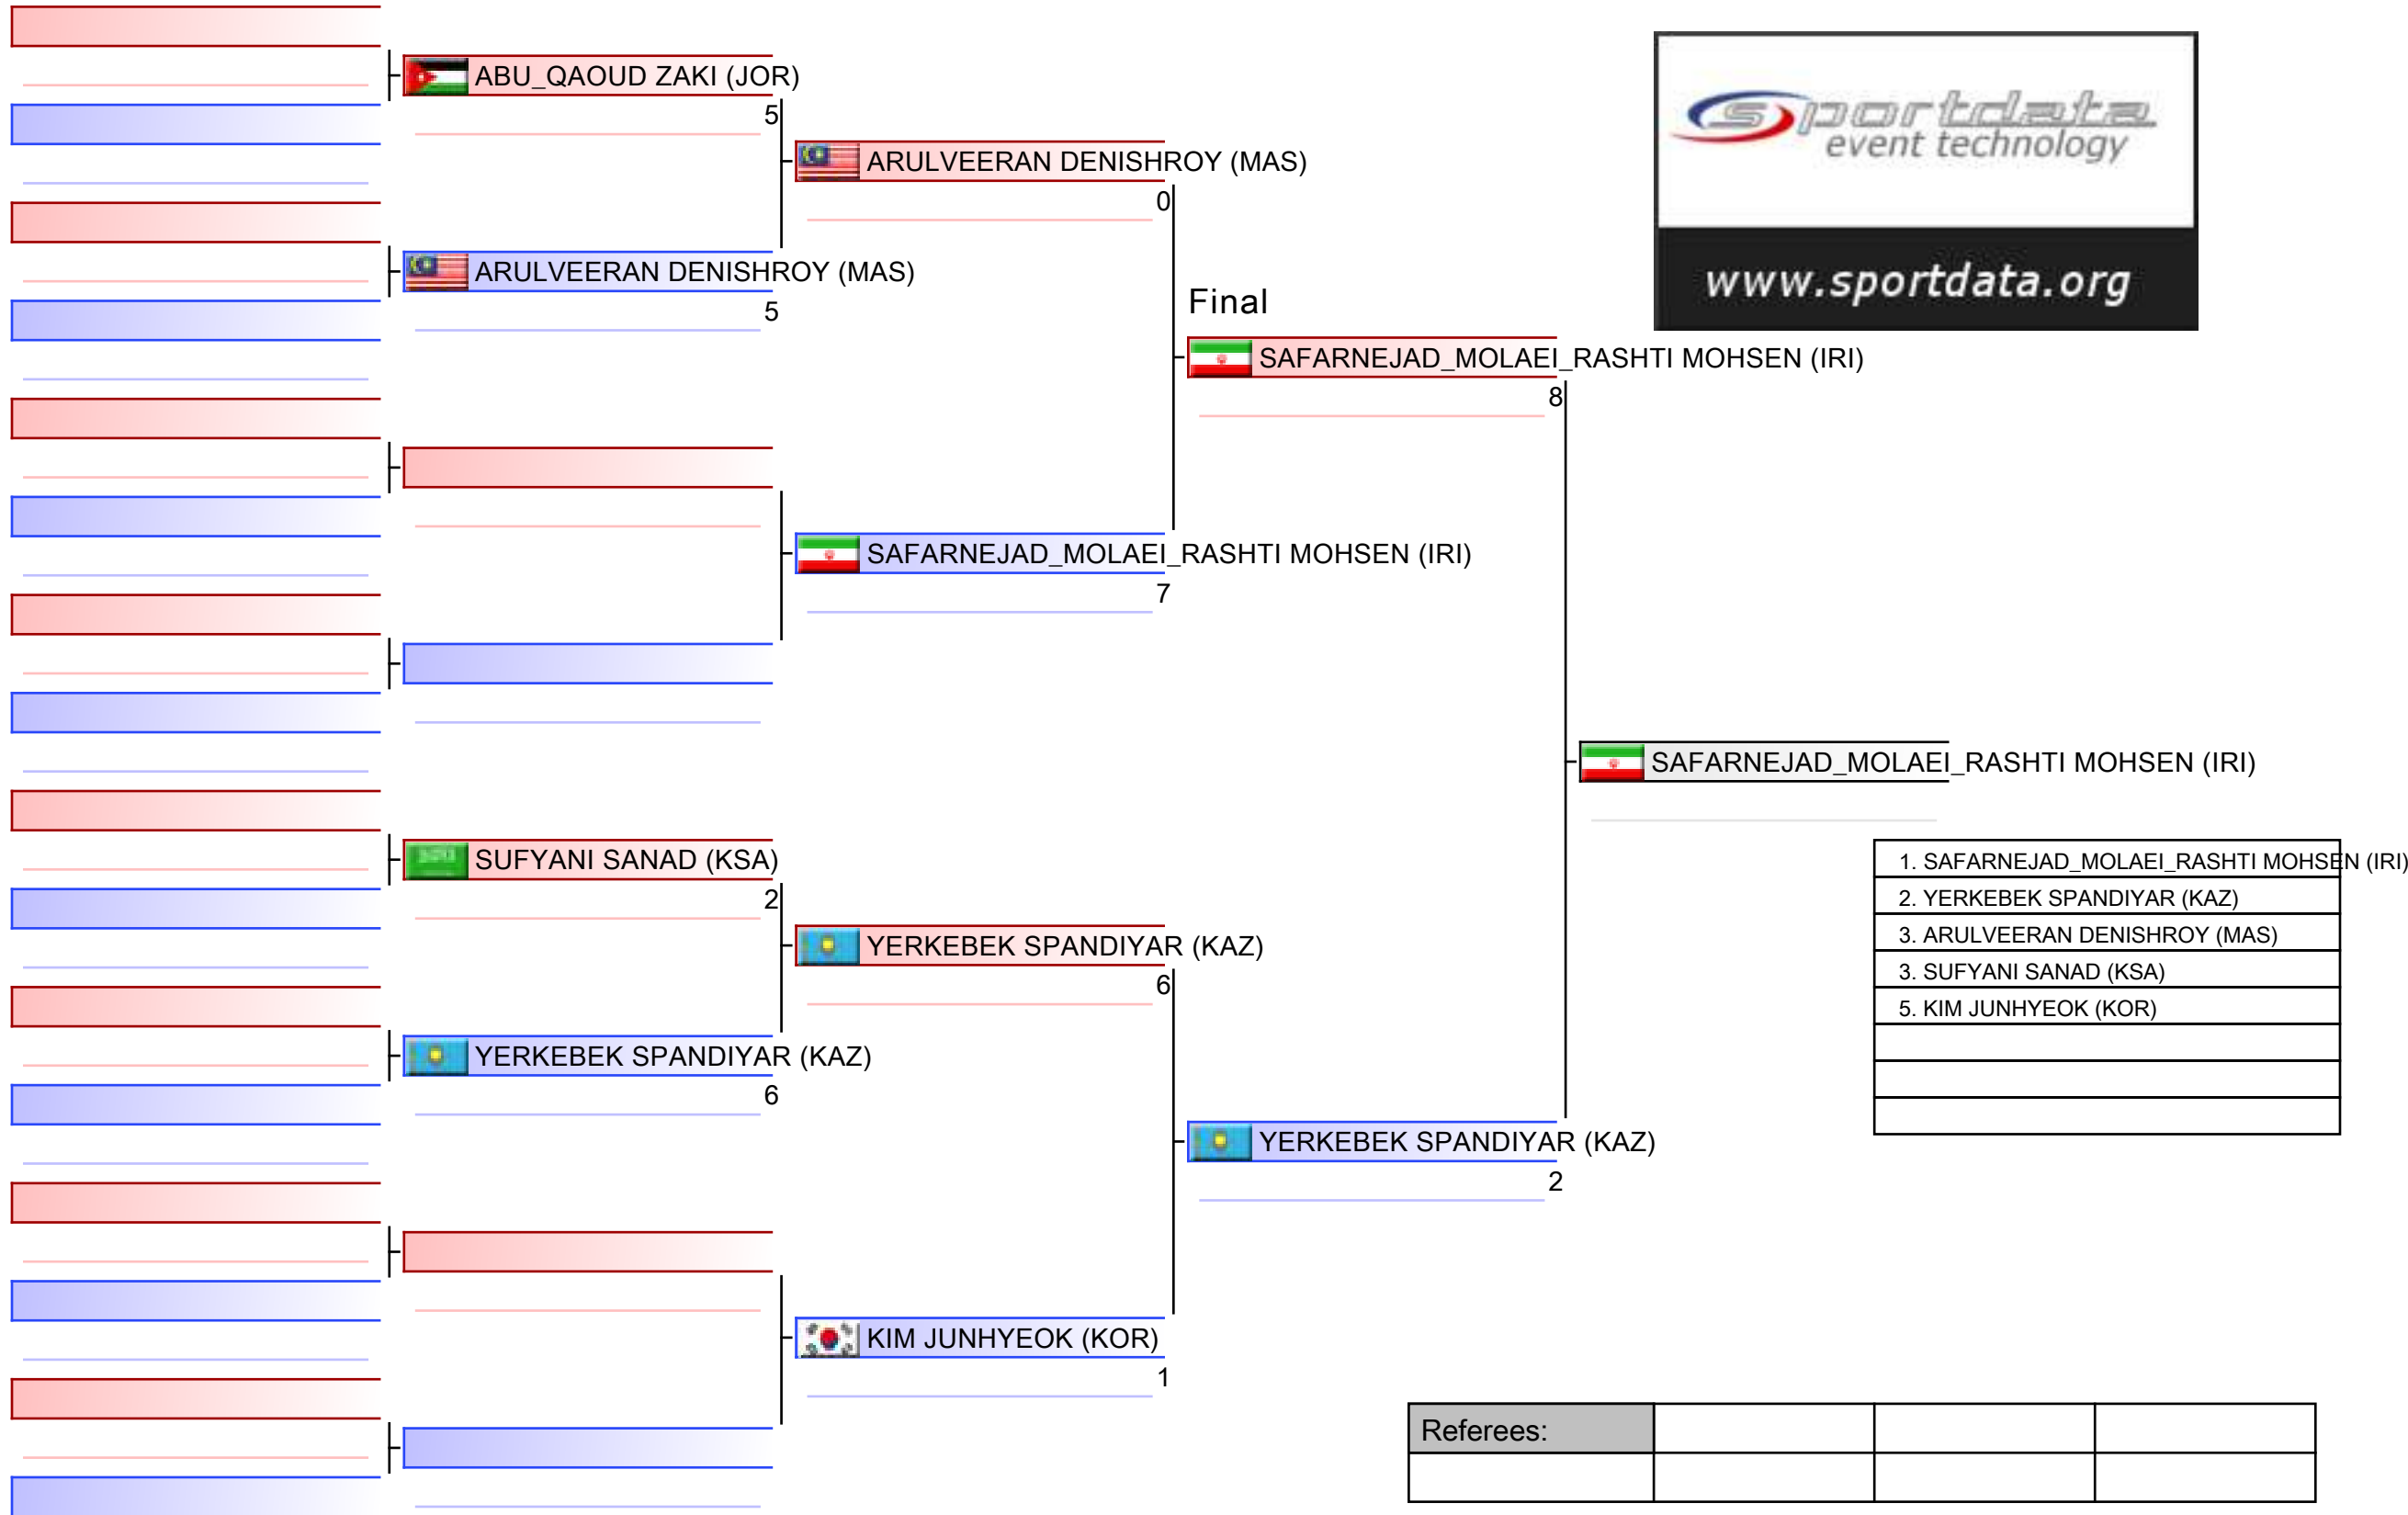 ABU_QAOUD ZAKI (JOR)
5
ARULVEERAN DENISHROY (MAS)
0
ARULVEERAN DENISHROY (MAS)
5
Final
SAFARNEJAD_MOLAEI_RASHTI MOHSEN (IRI)
8
SAFARNEJAD_MOLAEI_RASHTI MOHSEN (IRI)
7
SAFARNEJAD_MOLAEI_RASHTI MOHSEN (IRI)
SUFYANI SANAD (KSA)
2
YERKEBEK SPANDIYAR (KAZ)
6
YERKEBEK SPANDIYAR (KAZ)
6
YERKEBEK SPANDIYAR (KAZ)
2
KIM JUNHYEOK (KOR)
1
sportdata
event technology
www.sportdata.org
1. SAFARNEJAD_MOLAEI_RASHTI MOHSEN (IRI)
2. YERKEBEK SPANDIYAR (KAZ)
3. ARULVEERAN DENISHROY (MAS)
3. SUFYANI SANAD (KSA)
5. KIM JUNHYEOK (KOR)
Referees: